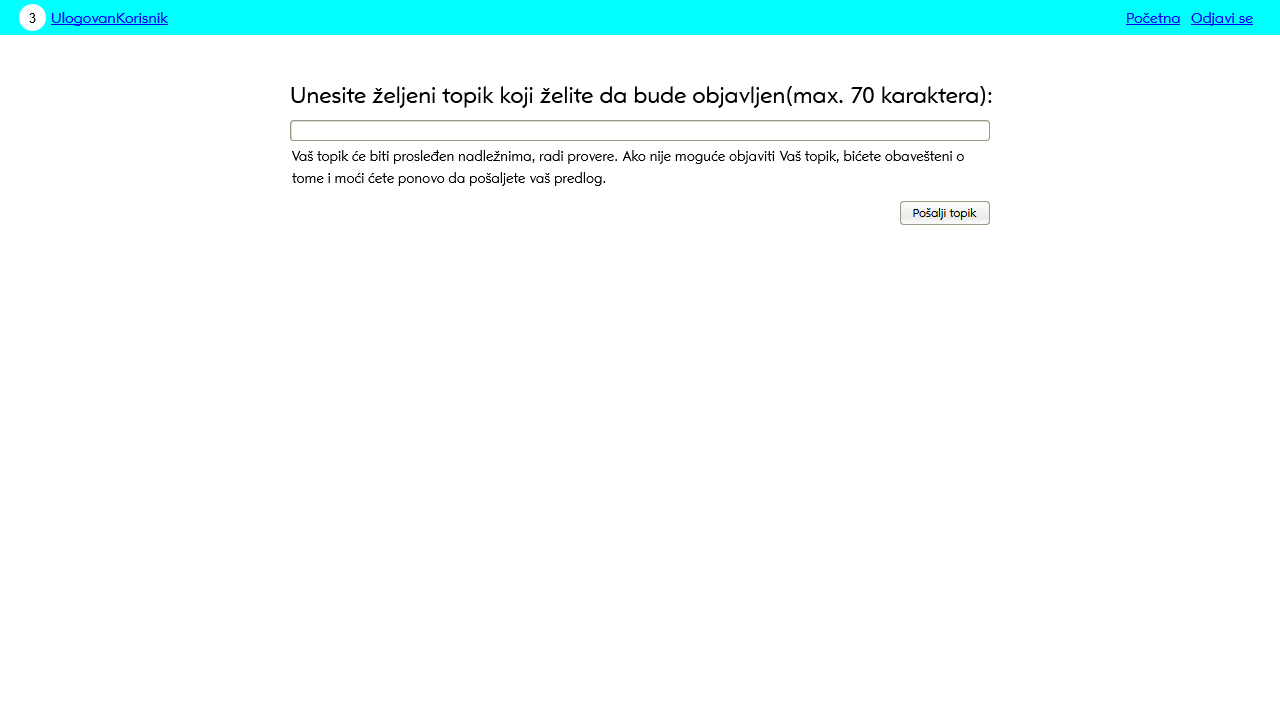 3 UlogovanKorisnik Početna Odjavi se
Unesite željeni topik koji želite da bude objavljen(max. 70 karaktera):
Vaš topik će biti prosleđen nadležnima, radi provere. Ako nije moguće objaviti Vaš topik, bićete obavešteni o
tome i moći ćete ponovo da pošaljete vaš predlog.
Pošalji topik